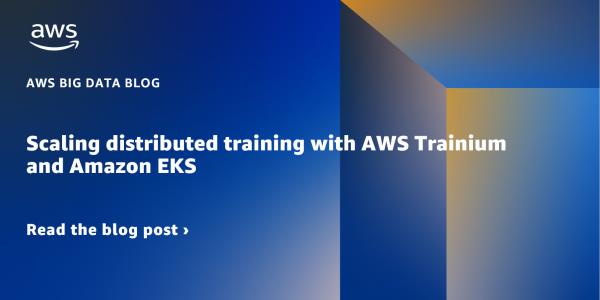 aws
AWS BIG DATA BLOG
Scaling distributed training with AWS Trainium
and Amazon EKS
Read the blog post ›